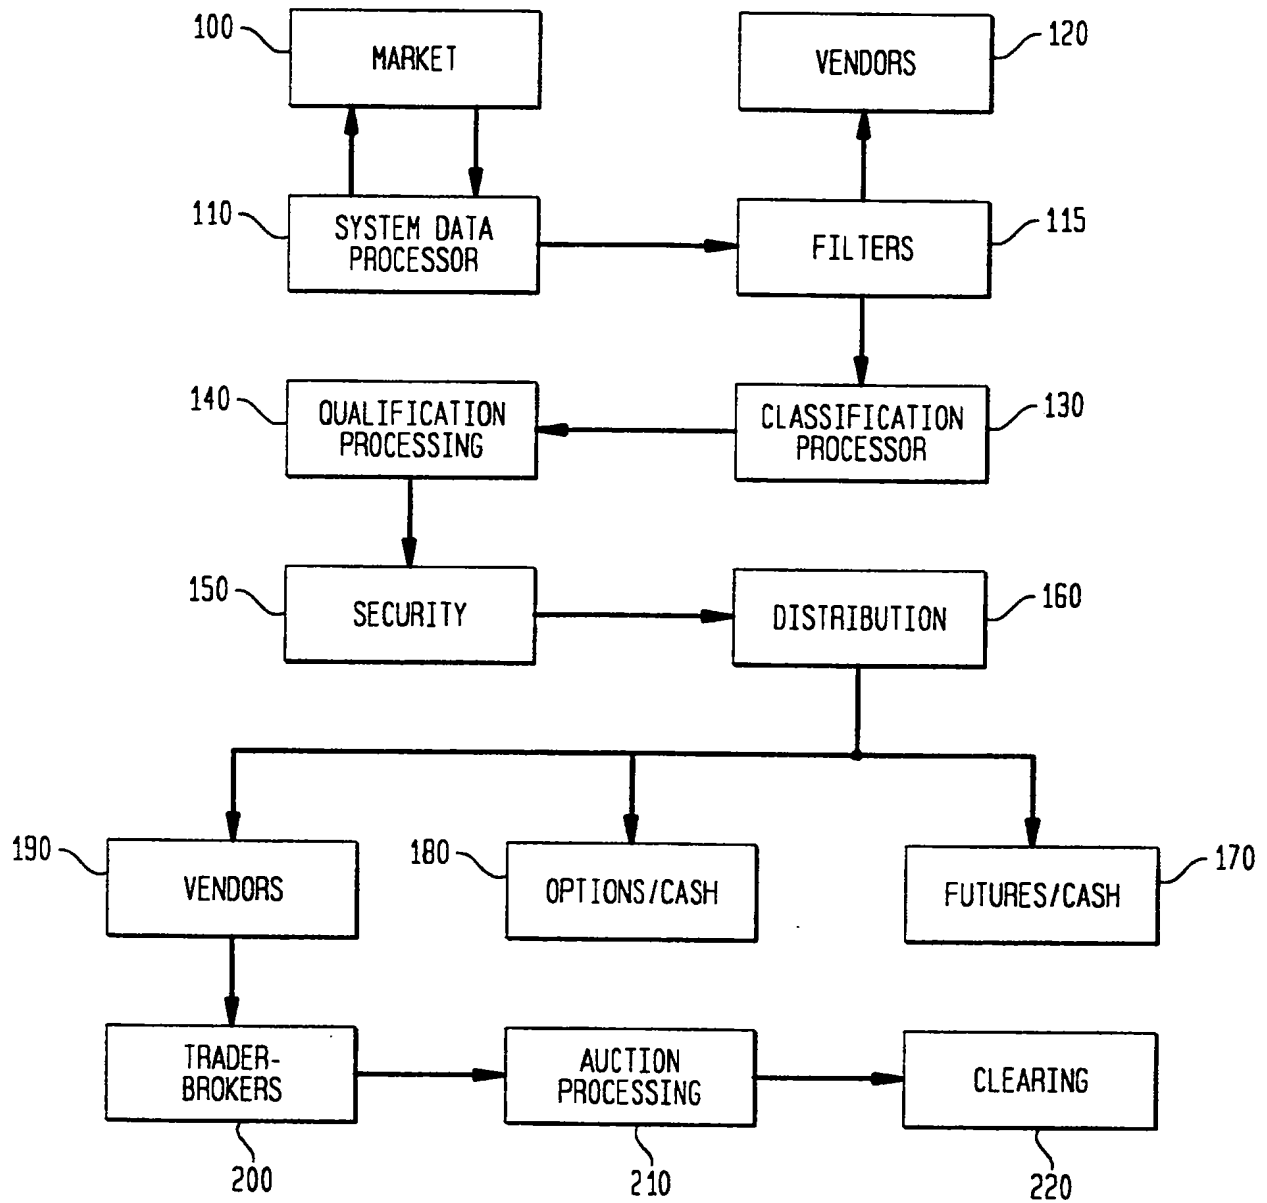 100
MARKET
VENDORS
120
110
SYSTEM DATA
PROCESSOR
FILTERS
115
140
QUALIFICATION
PROCESSING
CLASSIFICATION
PROCESSOR
130
150
SECURITY
DISTRIBUTION
160
190
VENDORS
180
OPTIONS/CASH
FUTURES/CASH
170
TRADER-
BROKERS
200
AUCTION
PROCESSING
210
CLEARING
220